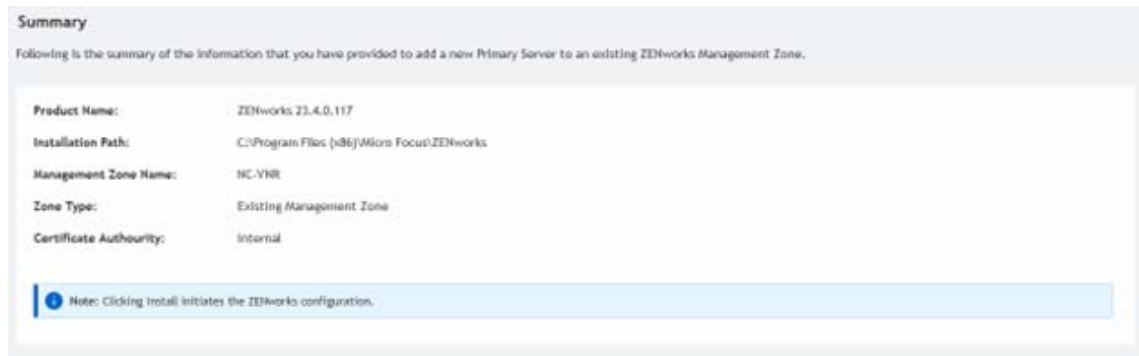 Summary
Following is the summary of the information that you have provided to add a new Primary Server to an existing ZENworks Management Zone.
Product Name: ZENworks 23.4.0.117
Installation Path: C:\Program Files (x86)\Micro Focus\ZENworks
Management Zone Name: NC-VNR
Zone Type: Existing Management Zone
Certificate Authourity: Internal
Note: Clicking Install initiates the ZENworks configuration.